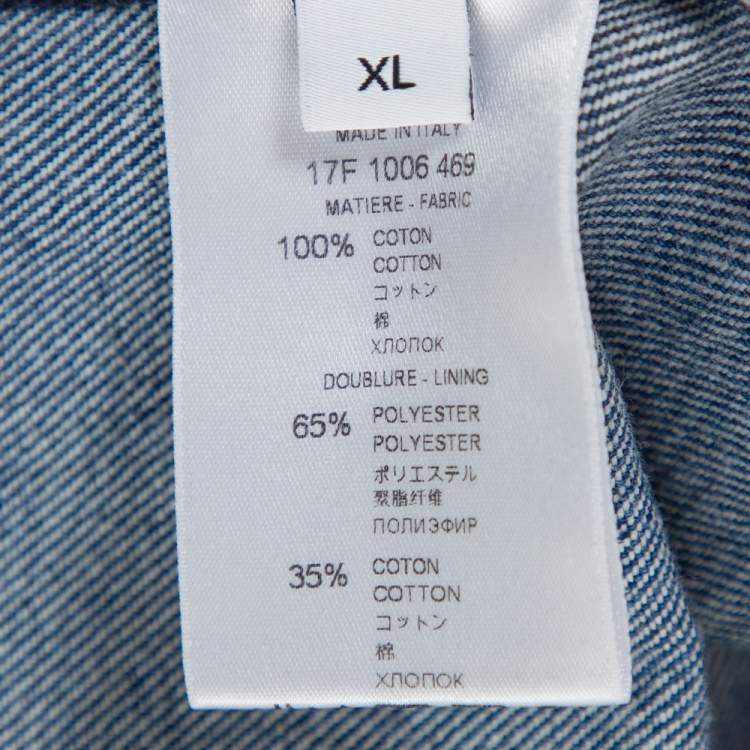 XL
MADE IN ITALY
17F 1006 469
MATIERE - FABRIC
100% COTON
COTTON
コットン
棉
ХЛОПОК
DOUBLURE - LINING
65% POLYESTER
POLYESTER
ポリエステル
聚脂纤维
ПОЛИЭФИР
35% COTON
COTTON
コットン
棉
ХЛОПОК